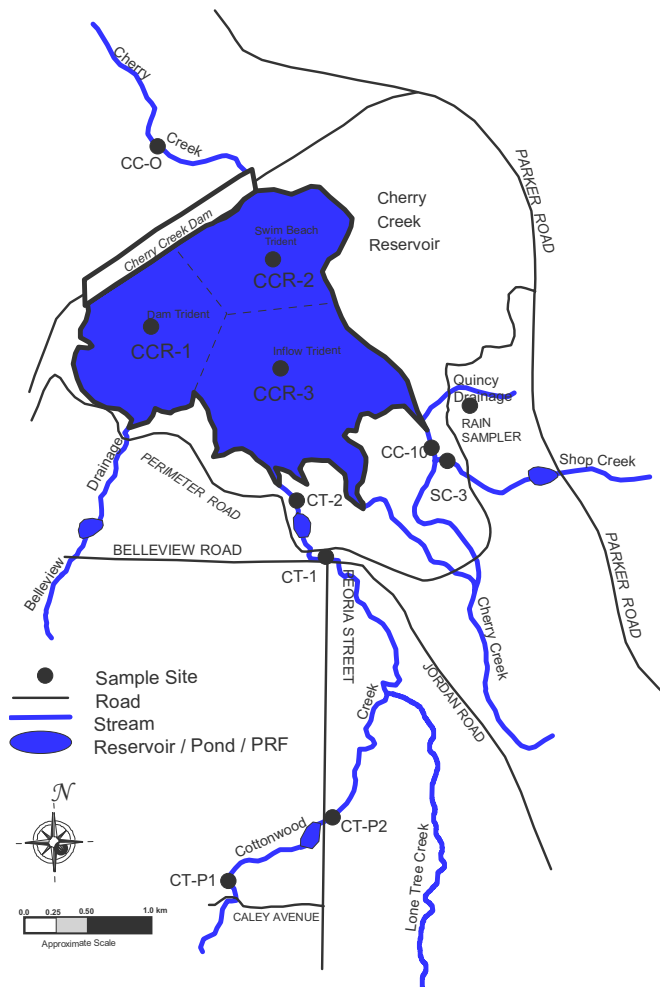 Cherry
Creek
CC-O
PARKER ROAD
Cherry Creek Dam
Cherry
Creek
Reservoir
Swim Beach
Trident
CCR-2
Dam Trident
CCR-1
Inflow Trident
CCR-3
Quincy
Drainage
RAIN
SAMPLER
CC-10
SC-3
Shop Creek
Drainage
PERIMETER ROAD
CT-2
BELLEVIEW ROAD
CT-1
Belleview
PEORIA STREET
PARKER ROAD
Cherry Creek
JORDAN ROAD
Sample Site
Road
Stream
Reservoir / Pond / PRF
Creek
N
Cottonwood
CT-P2
Lone Tree Creek
CT-P1
CALEY AVENUE
0.0 0.25 0.50 1.0 km
Approximate Scale